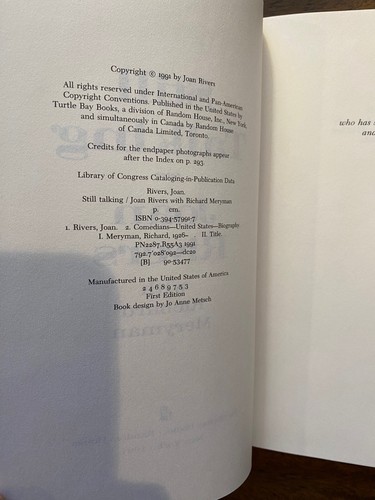 Copyright © 1991 by Joan Rivers
All rights reserved under International and Pan-American
Copyright Conventions. Published in the United States by
Turtle Bay Books, a division of Random House, Inc., New York,
and simultaneously in Canada by Random House
of Canada Limited, Toronto.
Credits for the endpaper photographs appear
after the Index on p. 293.
Library of Congress Cataloging-in-Publication Data
Rivers, Joan.
Still talking / Joan Rivers with Richard Meryman.
p. cm.
ISBN 0-394-57991-7
1. Rivers, Joan. 2. Comedians—United States—Biography
I. Meryman, Richard, 1926– II. Title.
PN2287.R55A3 1991
792.7'028'092—dc20
[B] 90-53477
Manufactured in the United States of America
2 4 6 8 9 7 5 3
First Edition
Book design by Jo Anne Metsch
who has